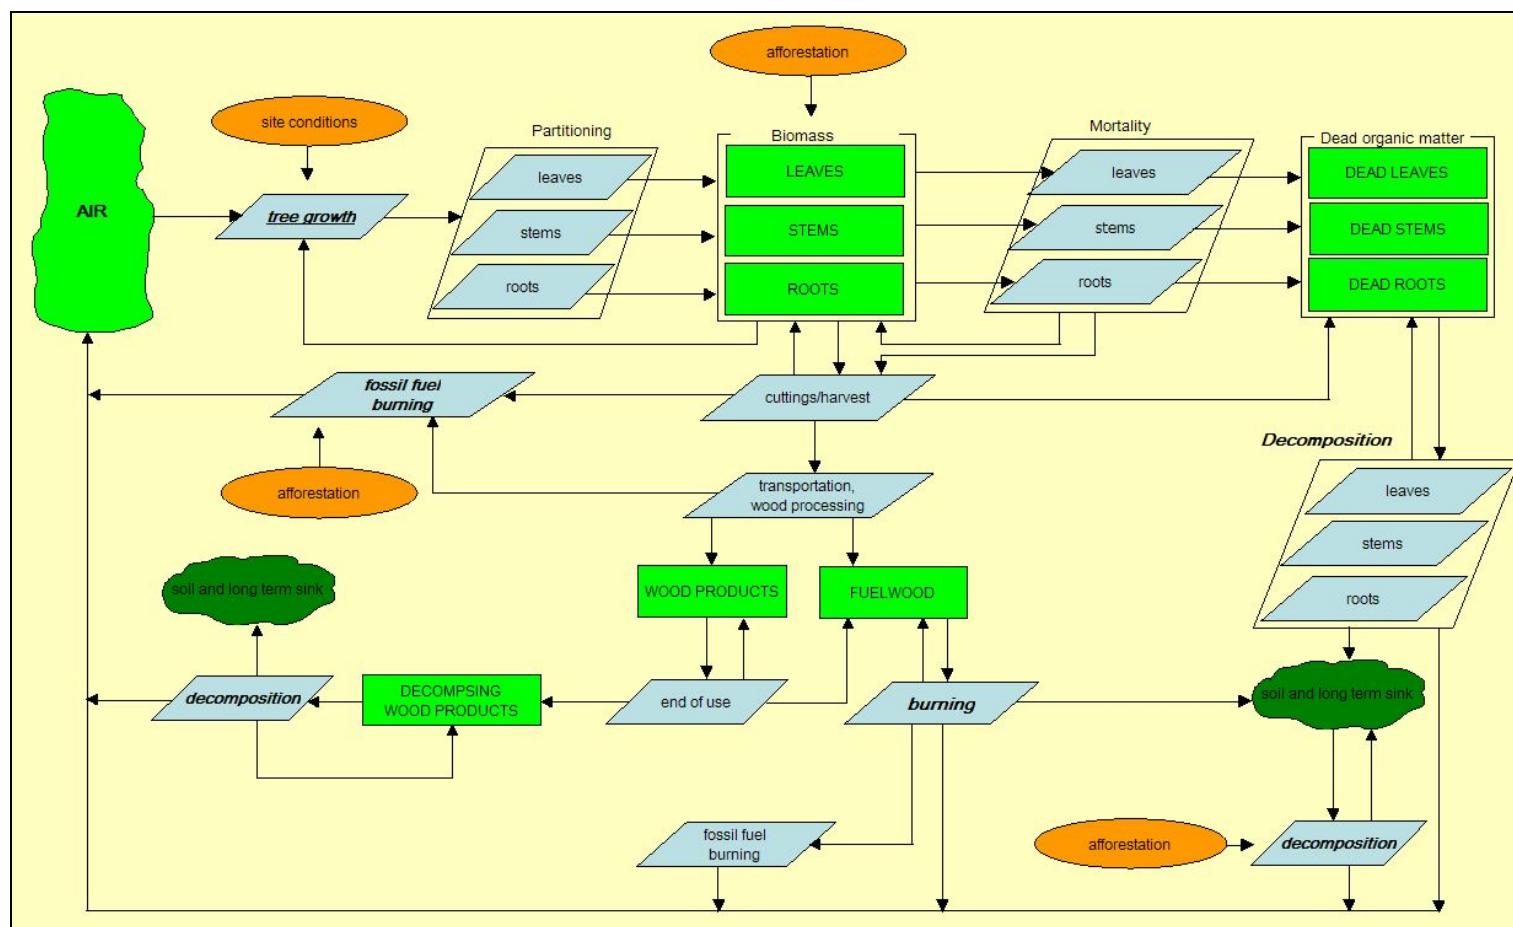 afforestation
site conditions
Partitioning
Biomass
Mortality
Dead organic matter
AIR
tree growth
leaves
stems
roots
LEAVES
STEMS
ROOTS
leaves
stems
roots
DEAD LEAVES
DEAD STEMS
DEAD ROOTS
fossil fuel
burning
cuttings/harvest
afforestation
transportation,
wood processing
Decomposition
leaves
stems
roots
soil and long term sink
WOOD PRODUCTS
FUELWOOD
decomposition
DECOMPSING
WOOD PRODUCTS
end of use
burning
soil and long term sink
fossil fuel
burning
afforestation
decomposition